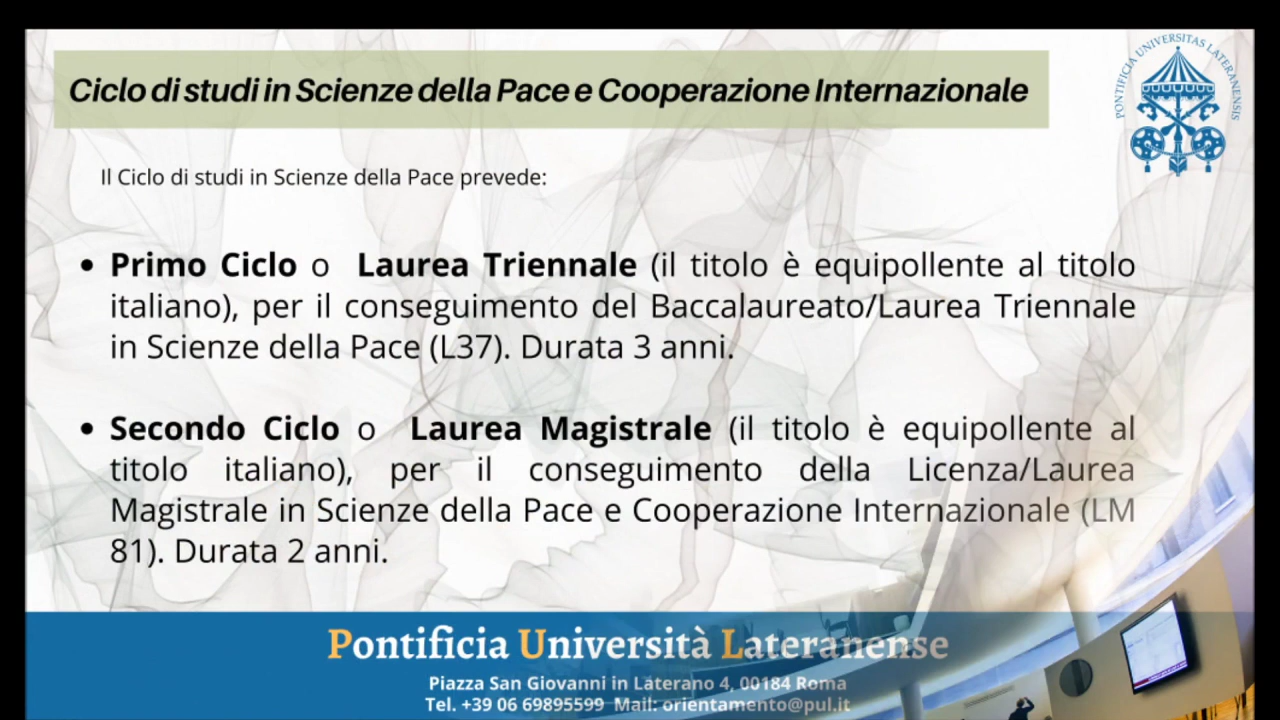 Ciclo di studi in Scienze della Pace e Cooperazione Internazionale
PONTIFICIA UNIVERSITAS LATERANENSIS
Il Ciclo di studi in Scienze della Pace prevede:
• Primo Ciclo o Laurea Triennale (il titolo è equipollente al titolo
italiano), per il conseguimento del Baccalaureato/Laurea Triennale
in Scienze della Pace (L37). Durata 3 anni.
• Secondo Ciclo o Laurea Magistrale (il titolo è equipollente al
titolo italiano), per il conseguimento della Licenza/Laurea
Magistrale in Scienze della Pace e Cooperazione Internazionale (LM
81). Durata 2 anni.
Pontificia Università Lateranense
Piazza San Giovanni in Laterano 4, 00184 Roma
Tel. +39 06 69895599 Mail: orientamento@pul.it